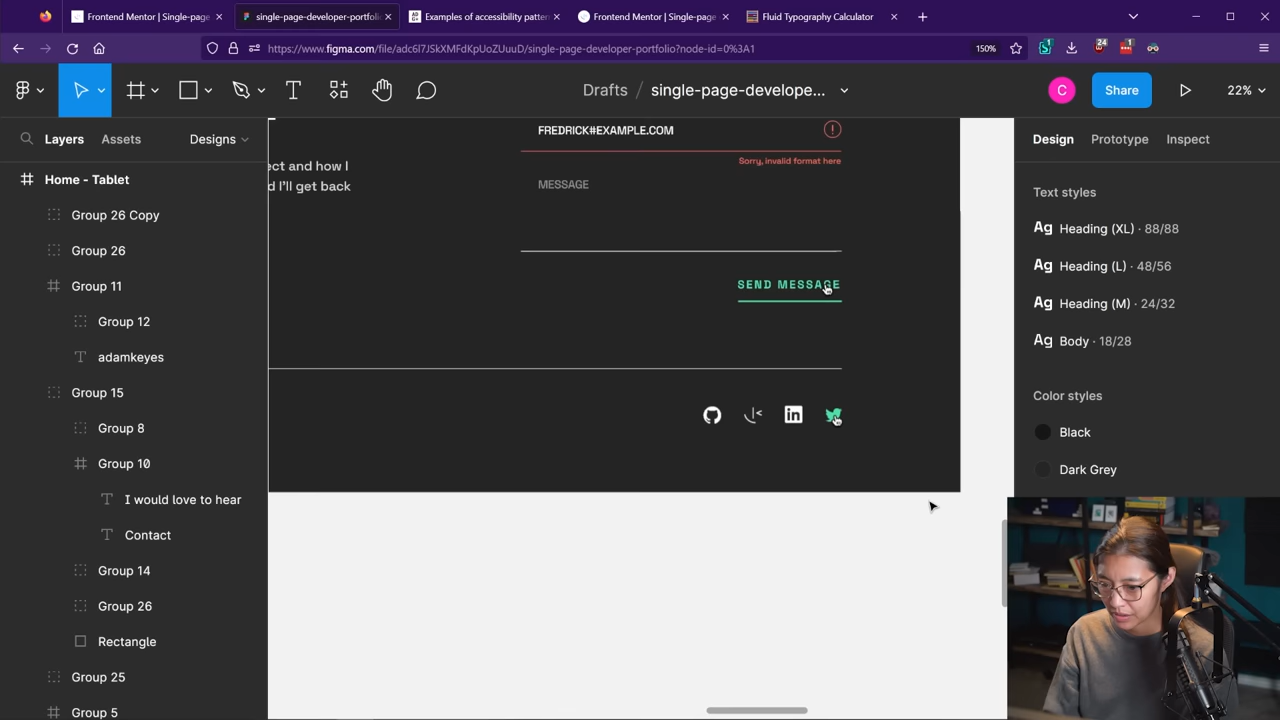 Frontend Mentor | Single-page
single-page-developer-portfoli
Examples of accessibility patter
Frontend Mentor | Single-page
Fluid Typography Calculator
https://www.figma.com/file/adc6l7JSkXMFdKpUoZUuuD/single-page-developer-portfolio?node-id=0%3A1
150%
1
24
1
Drafts / single-page-develope...
C
Share
22%
Layers
Assets
Designs
Home - Tablet
Group 26 Copy
Group 26
Group 11
Group 12
adamkeyes
Group 15
Group 8
Group 10
I would love to hear
Contact
Group 14
Group 26
Rectangle
Group 25
Group 5
FREDRICK#EXAMPLE.COM
Sorry, invalid format here
ect and how I
d I'll get back
MESSAGE
SEND MESSAGE
Design
Prototype
Inspect
Text styles
Ag Heading (XL) · 88/88
Ag Heading (L) · 48/56
Ag Heading (M) · 24/32
Ag Body · 18/28
Color styles
Black
Dark Grey